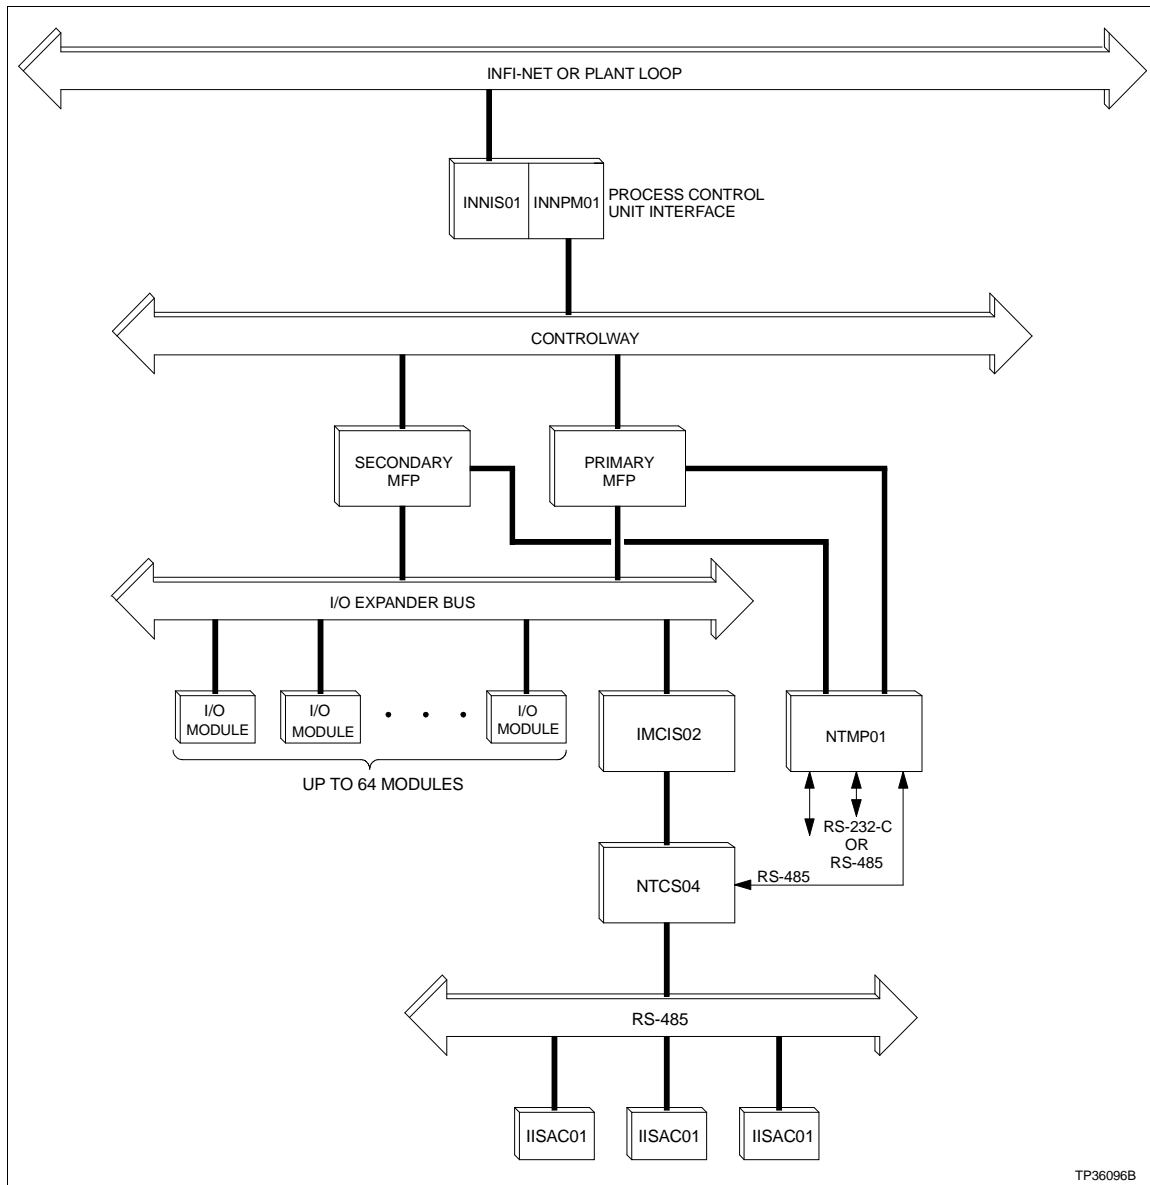 INFI-NET OR PLANT LOOP
INNIS01
INNPM01
PROCESS CONTROL
UNIT INTERFACE
CONTROLWAY
SECONDARY
MFP
PRIMARY
MFP
I/O EXPANDER BUS
I/O
MODULE
I/O
MODULE
I/O
MODULE
IMCIS02
NTMP01
UP TO 64 MODULES
RS-232-C
OR
RS-485
NTCS04
RS-485
RS-485
IISAC01
IISAC01
IISAC01
TP36096B